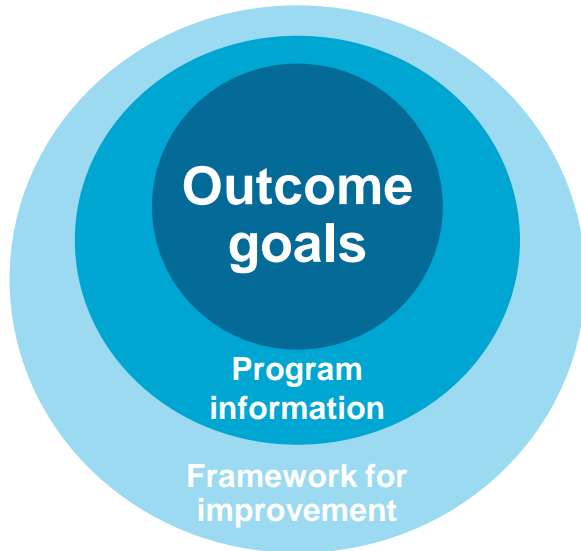 Outcome
goals
Program
information
Framework for
improvement